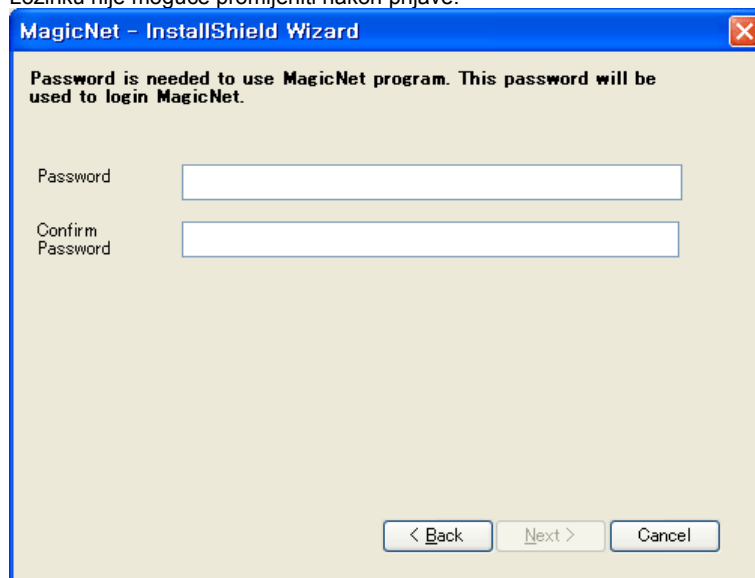 Lozinku nije moguće promijeniti nakon prijave.
MagicNet - InstallShield Wizard
Password is needed to use MagicNet program. This password will be
used to login MagicNet.
Password
Confirm
Password
< Back
Next >
Cancel